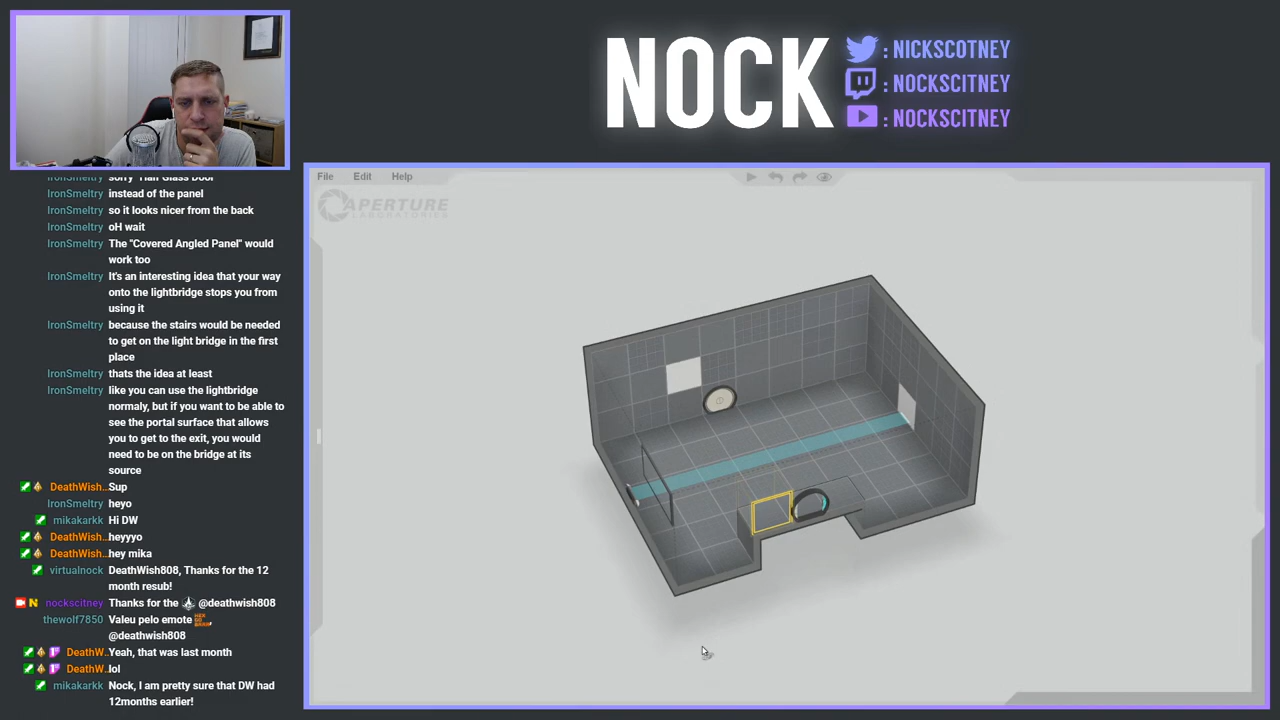 NOCK
: NICKSCOTNEY
: NOCKSCITNEY
: NOCKSCITNEY
File Edit Help
APERTURE
LABORATORIES
IronSmeltry sorry "Half Glass Door"
IronSmeltry instead of the panel
IronSmeltry so it looks nicer from the back
IronSmeltry oH wait
IronSmeltry The "Covered Angled Panel" would
work too
IronSmeltry It's an interesting idea that your way
onto the lightbridge stops you from
using it
IronSmeltry because the stairs would be needed
to get on the light bridge in the first
place
IronSmeltry thats the idea at least
IronSmeltry like you can use the lightbridge
normaly, but if you want to be able to
see the portal surface that allows
you to get to the exit, you would
need to be on the bridge at its
source
DeathWish... Sup
IronSmeltry heyo
mikakarkk Hi DW
DeathWish... heyyyo
DeathWish... hey mika
virtualnock DeathWish808, Thanks for the 12
month resub!
nockscitney Thanks for the @deathwish808
thewolf7850 Valeu pelo emote
@deathwish808
DeathW... Yeah, that was last month
DeathW... lol
mikakarkk Nock, I am pretty sure that DW had
12months earlier!